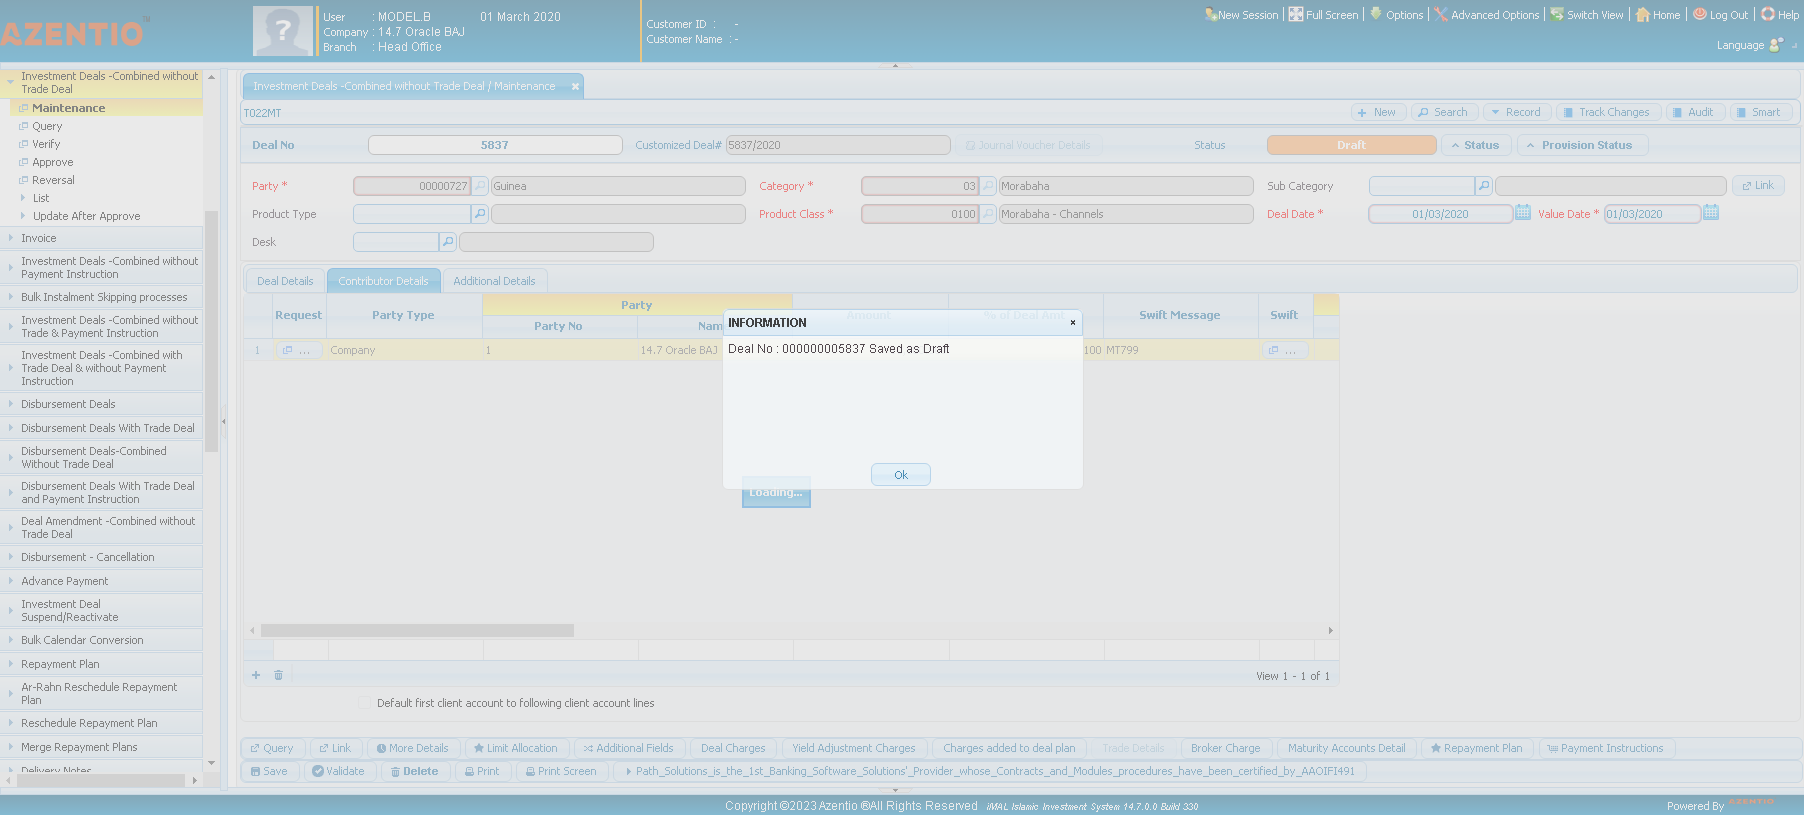 AZENTIO™
User : MODEL.B 01 March 2020
Company : 14.7 Oracle BAJ
Branch : Head Office
Customer ID : -
Customer Name : -
New Session Full Screen Options Advanced Options Switch View Home Log Out Help
Language
Investment Deals -Combined without Trade Deal / Maintenance ×
T022MT
New Search Record Track Changes Audit Smart
Deal No 5837 Customized Deal# 5837/2020 Journal Voucher Details Status Draft Status Provision Status
Party * 00000727 Guinea Category * 03 Morabaha Sub Category Link
Product Type Product Class * 0100 Morabaha - Channels Deal Date * 01/03/2020 Value Date * 01/03/2020
Desk
Deal Details Contributor Details Additional Details
Request Party Type Party Amount % of Deal Amt Swift Message Swift
Party No Nam
1 ... Company 1 14.7 Oracle BAJ 100 MT799 ...
INFORMATION ×
Deal No : 000000005837 Saved as Draft
Ok
Loading...
View 1 - 1 of 1
Default first client account to following client account lines
Query Link More Details Limit Allocation Additional Fields Deal Charges Yield Adjustment Charges Charges added to deal plan Trade Details Broker Charge Maturity Accounts Detail Repayment Plan Payment Instructions
Save Validate Delete Print Print Screen Path_Solutions_is_the_1st_Banking_Software_Solutions'_Provider_whose_Contracts_and_Modules_procedures_have_been_certified_by_AAOIFI491
Investment Deals -Combined without
Trade Deal
Maintenance
Query
Verify
Approve
Reversal
List
Update After Approve
Invoice
Investment Deals -Combined without
Payment Instruction
Bulk Instalment Skipping processes
Investment Deals -Combined without
Trade & Payment Instruction
Investment Deals -Combined with
Trade Deal & without Payment
Instruction
Disbursement Deals
Disbursement Deals With Trade Deal
Disbursement Deals-Combined
Without Trade Deal
Disbursement Deals With Trade Deal
and Payment Instruction
Deal Amendment -Combined without
Trade Deal
Disbursement - Cancellation
Advance Payment
Investment Deal
Suspend/Reactivate
Bulk Calendar Conversion
Repayment Plan
Ar-Rahn Reschedule Repayment
Plan
Reschedule Repayment Plan
Merge Repayment Plans
Delivery Notes
Copyright ©2023 Azentio ®All Rights Reserved iMAL Islamic Investment System 14.7.0.0 Build 330
Powered By AZENTIO